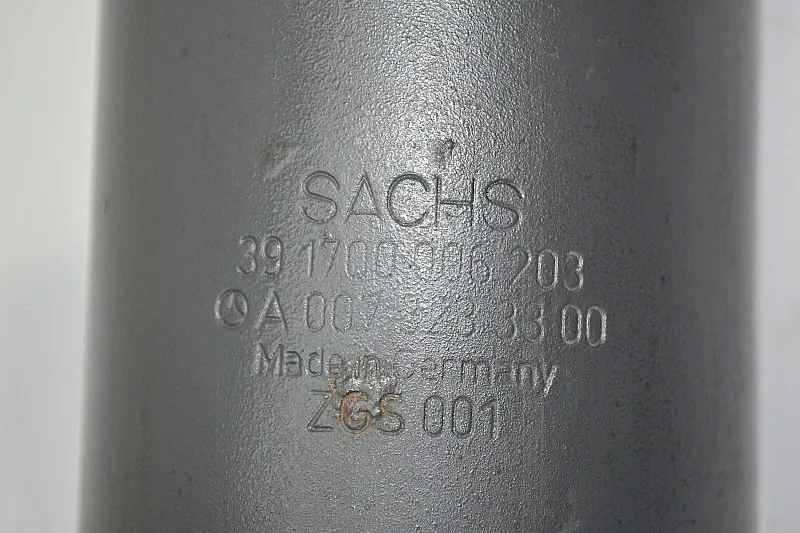 SACHS
39 1700 006 203
A 007 323 33 00
Made in Germany
ZGS 001